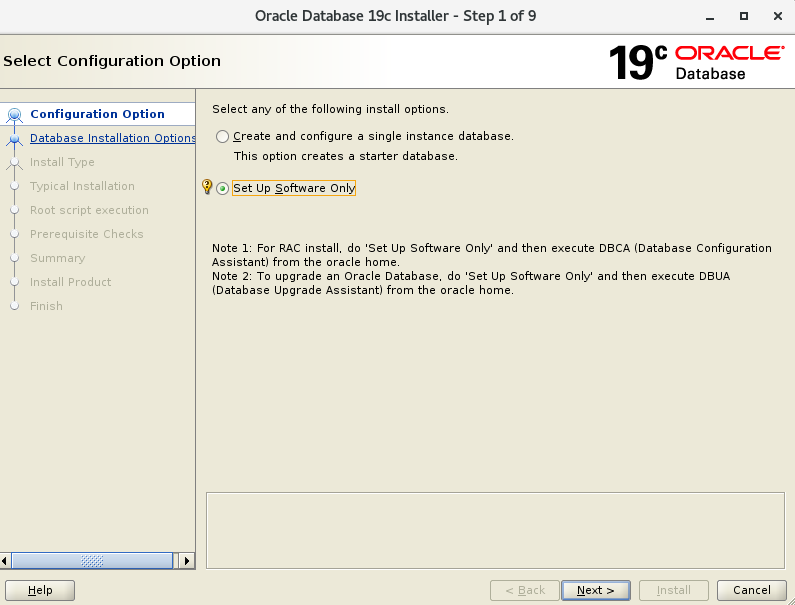 Oracle Database 19c Installer - Step 1 of 9
Select Configuration Option
19c ORACLE
Database
Configuration Option
Database Installation Options
Install Type
Typical Installation
Root script execution
Prerequisite Checks
Summary
Install Product
Finish
Select any of the following install options.
Create and configure a single instance database.
This option creates a starter database.
Set Up Software Only
Note 1: For RAC install, do 'Set Up Software Only' and then execute DBCA (Database Configuration
Assistant) from the oracle home.
Note 2: To upgrade an Oracle Database, do 'Set Up Software Only' and then execute DBUA
(Database Upgrade Assistant) from the oracle home.
Help
< Back
Next >
Install
Cancel